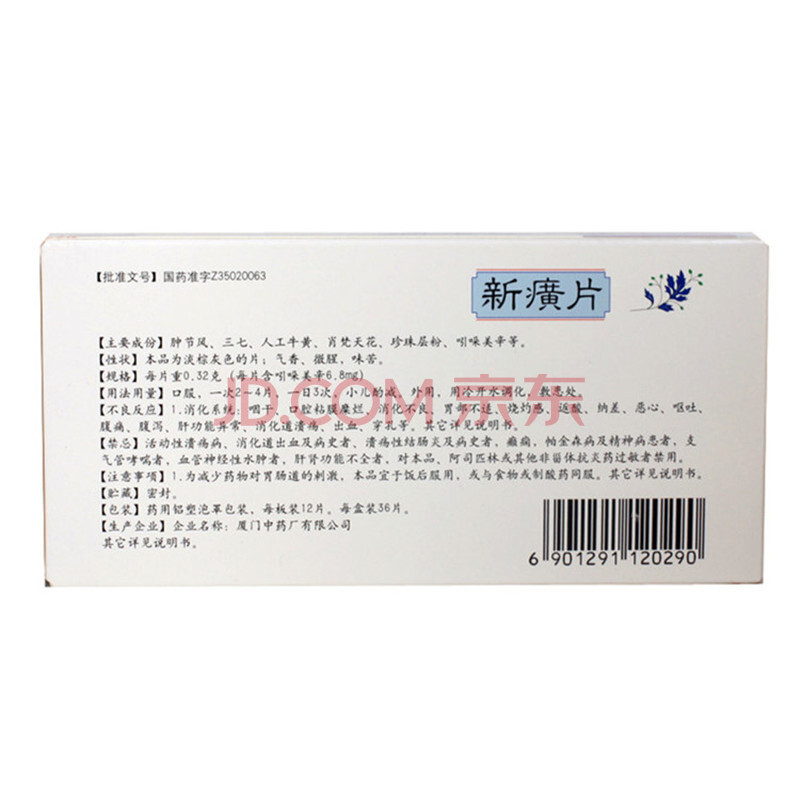 【批准文号】国药准字Z35020063
新癀片
【主要成份】肿节风、三七、人工牛黄、肖梵天花、珍珠层粉、吲哚美辛等。
【性状】本品为淡棕灰色的片；气香、微腥，味苦。
【规格】每片重0.32克（每片含吲哚美辛6.8mg）
【用法用量】口服，一次2－4片，一日3次，小儿酌减。外用，用冷开水调化，敷患处。
【不良反应】1.消化系统：咽干、口腔粘膜糜烂、消化不良、胃部不适、烧灼感、返酸、纳差、恶心、呕吐、
腹痛、腹泻、肝功能异常、消化道溃疡、出血、穿孔等。其它详见说明书。
【禁忌】活动性溃疡病、消化道出血及病史者、溃疡性结肠炎及病史者，癫痫，帕金森病及精神病患者，支
气管哮喘者，血管神经性水肿者，肝肾功能不全者，对本品、阿司匹林或其他非甾体抗炎药过敏者禁用。
【注意事项】1.为减少药物对胃肠道的刺激，本品宜于饭后服用，或与食物或制酸药同服。其它详见说明书。
【贮藏】密封。
【包装】药用铝塑泡罩包装，每板装12片。每盒装36片。
【生产企业】企业名称：厦门中药厂有限公司
其它详见说明书。
6 901291 120290
JD.COM 京东